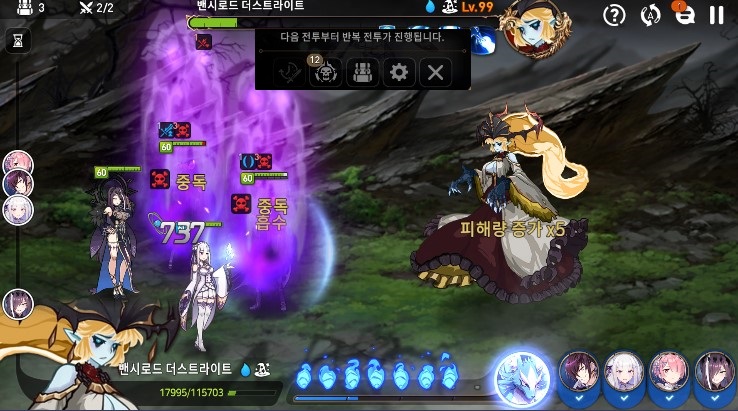 3
2/2
밴시로드 더스트라이트
Lv.99
다음 전투부터 반복 전투가 진행됩니다.
12
60
60
60
중독
중독
흡수
737
피해량 증가 x5
밴시로드 더스트라이트
17995/115703